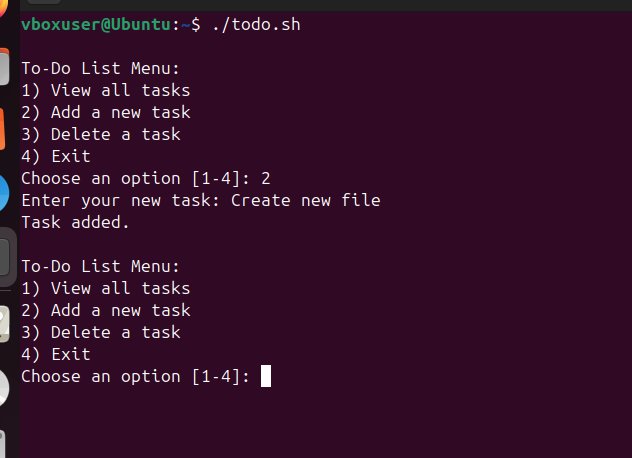 vboxuser@Ubuntu:~$ ./todo.sh
To-Do List Menu:
1) View all tasks
2) Add a new task
3) Delete a task
4) Exit
Choose an option [1-4]: 2
Enter your new task: Create new file
Task added.
To-Do List Menu:
1) View all tasks
2) Add a new task
3) Delete a task
4) Exit
Choose an option [1-4]: